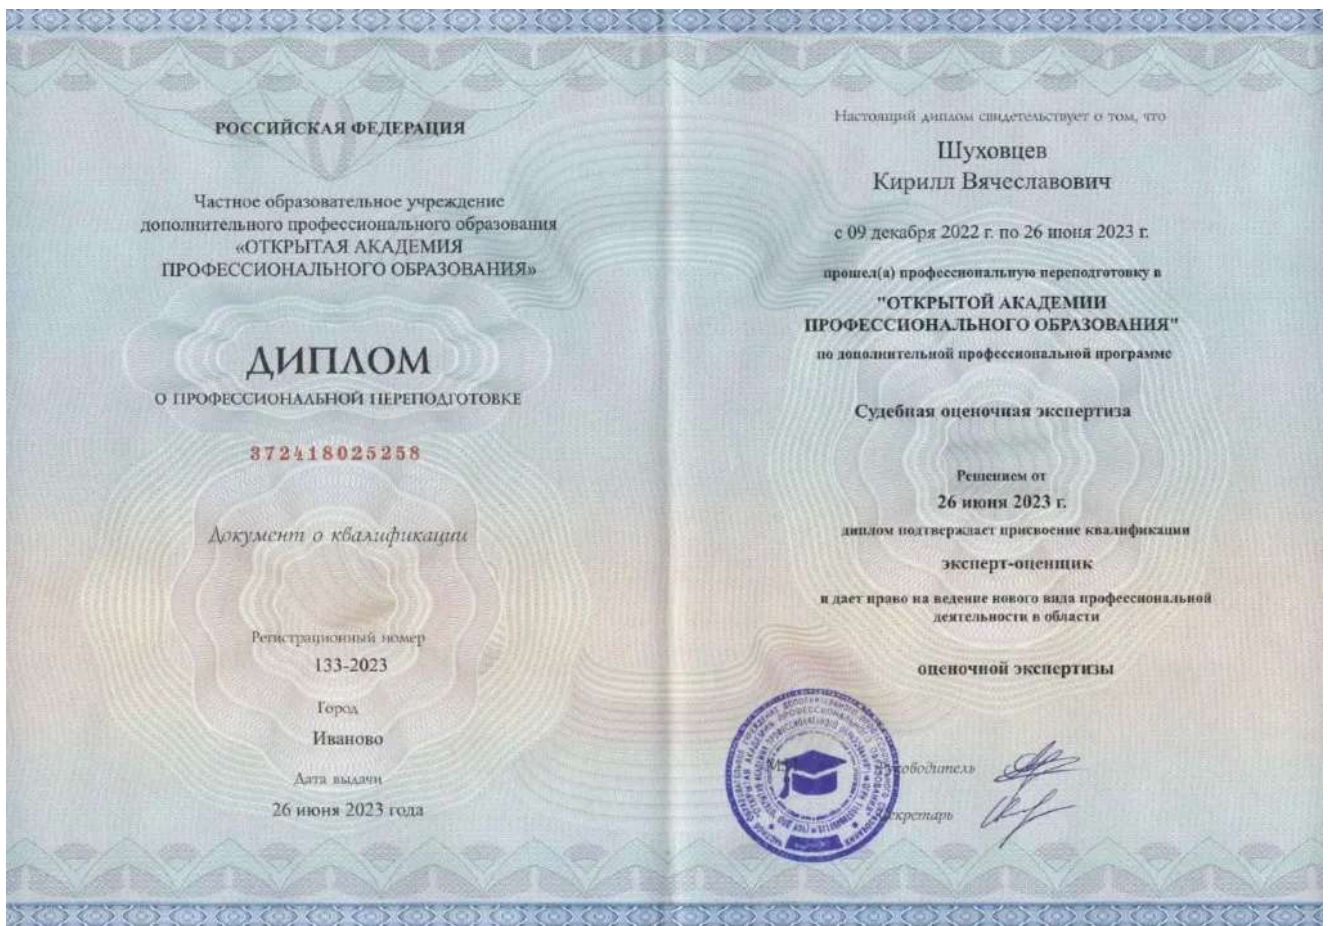 РОССИЙСКАЯ ФЕДЕРАЦИЯ
Частное образовательное учреждение
дополнительного профессионального образования
«ОТКРЫТАЯ АКАДЕМИЯ
ПРОФЕССИОНАЛЬНОГО ОБРАЗОВАНИЯ»
ДИПЛОМ
О ПРОФЕССИОНАЛЬНОЙ ПЕРЕПОДГОТОВКЕ
372418025258
Документ о квалификации
Регистрационный номер
133-2023
Город
Иваново
Дата выдачи
26 июня 2023 года
Настоящий диплом свидетельствует о том, что
Шуховцев
Кирилл Вячеславович
с 09 декабря 2022 г. по 26 июня 2023 г.
прошел(а) профессиональную переподготовку в
"ОТКРЫТОЙ АКАДЕМИИ
ПРОФЕССИОНАЛЬНОГО ОБРАЗОВАНИЯ"
по дополнительной профессиональной программе
Судебная оценочная экспертиза
Решением от
26 июня 2023 г.
диплом подтверждает присвоение квалификации
эксперт-оценщик
и дает право на ведение нового вида профессиональной
деятельности в области
оценочной экспертизы
Руководитель
Секретарь